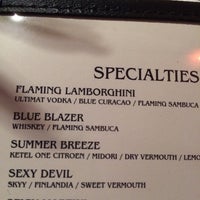 SPECIALTIES
FLAMING LAMBORGHINI
ULTIMAT VODKA / BLUE CURACAO / FLAMING SAMBUCA
BLUE BLAZER
WHISKEY / FLAMING SAMBUCA
SUMMER BREEZE
KETEL ONE CITROEN / MIDORI / DRY VERMOUTH / LEMO
SEXY DEVIL
SKYY / FINLANDIA / SWEET VERMOUTH